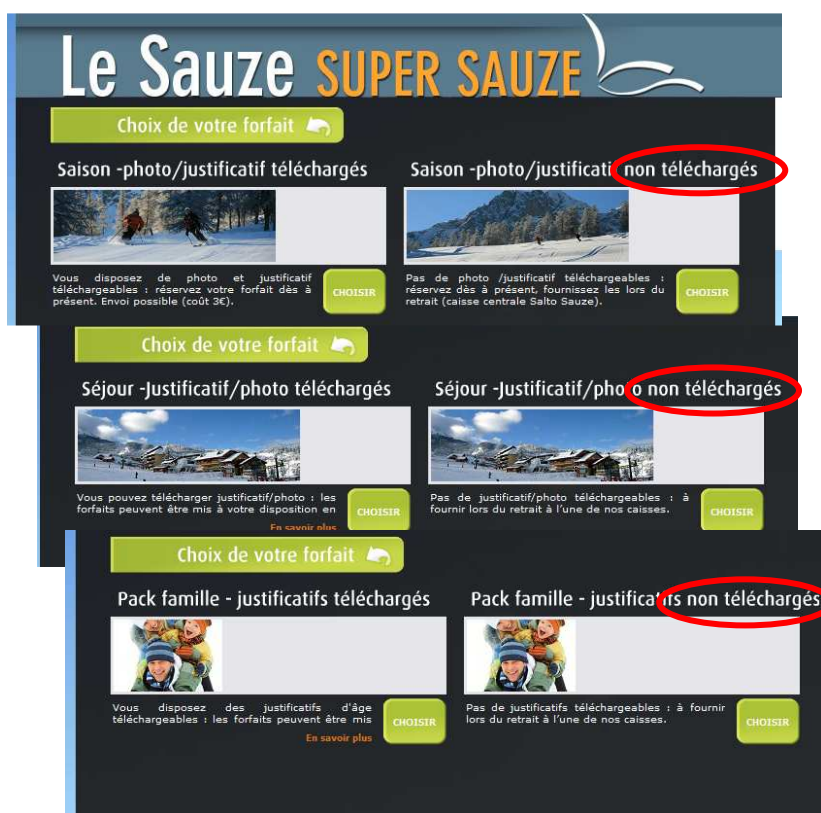 Le Sauze SUPER SAUZE
Choix de votre forfait
Saison -photo/justificatif téléchargés
Saison -photo/justificatif non téléchargés
Vous disposez de photo et justificatif
téléchargeables : réservez votre forfait dès à
présent. Envoi possible (coût 3€).
CHOISIR
Pas de photo /justificatif téléchargeables :
réservez dès à présent, fournissez les lors du
retrait (caisse centrale Salto Sauze).
CHOISIR
Choix de votre forfait
Séjour -Justificatif/photo téléchargés
Séjour -Justificatif/photo non téléchargés
Vous pouvez télécharger justificatif/photo : les
forfaits peuvent être mis à votre disposition en
En savoir plus
CHOISIR
Pas de justificatif/photo téléchargeables : à
fournir lors du retrait à l'une de nos caisses.
CHOISIR
Choix de votre forfait
Pack famille - justificatifs téléchargés
Pack famille - justificatifs non téléchargés
Vous disposez des justificatifs d'âge
téléchargeables : les forfaits peuvent être mis
En savoir plus
CHOISIR
Pas de justificatifs téléchargeables : à fournir
lors du retrait à l'une de nos caisses.
CHOISIR